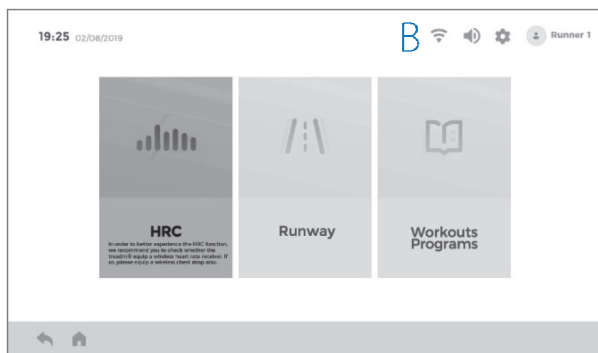 19:25 02/08/2019
B
Runner 1
HRC
In order to better experience the HRC function,
we recommend you to check whether the
treadmill equip a wireless heart rate receiver. If
so, please equip a wireless chest strap also.
Runway
Workouts
Programs